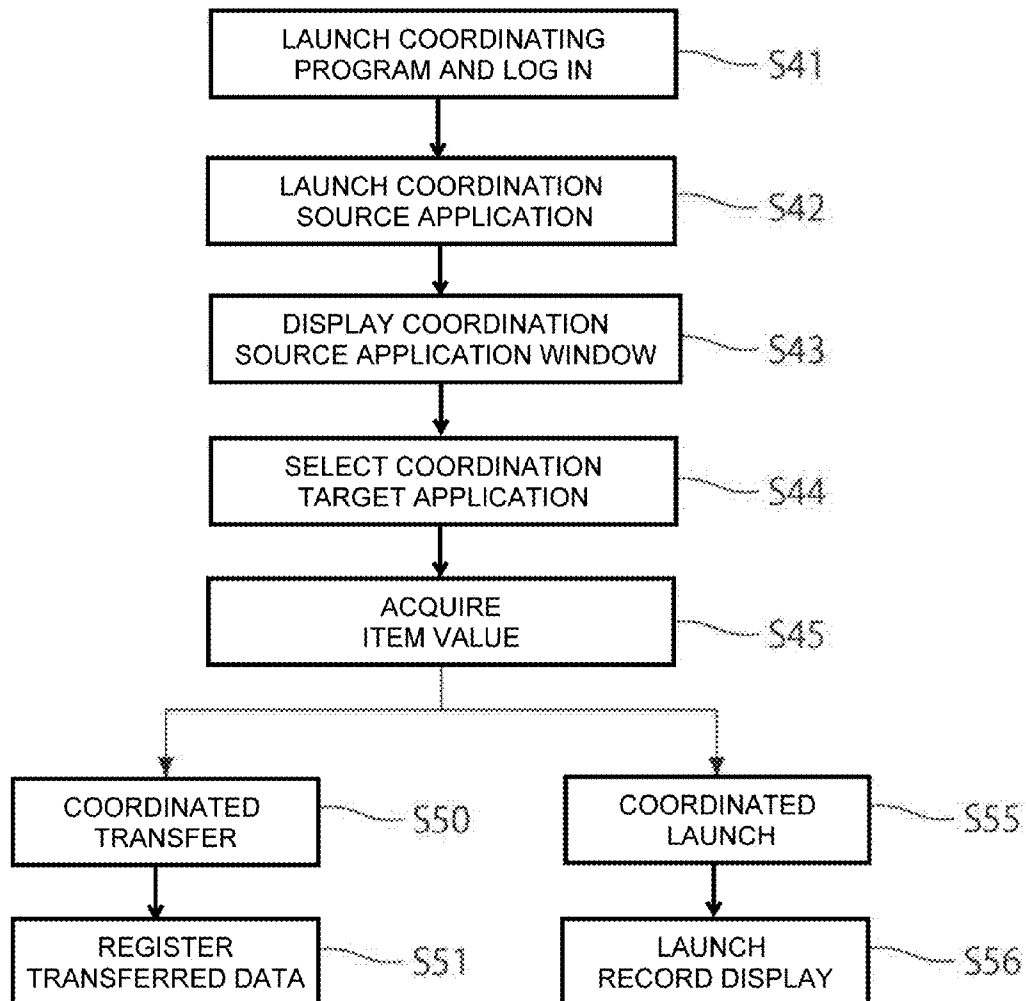 LAUNCH COORDINATING
PROGRAM AND LOG IN
S41
LAUNCH COORDINATION
SOURCE APPLICATION
S42
DISPLAY COORDINATION
SOURCE APPLICATION WINDOW
S43
SELECT COORDINATION
TARGET APPLICATION
S44
ACQUIRE
ITEM VALUE
S45
COORDINATED
TRANSFER
S50
COORDINATED
LAUNCH
S55
REGISTER
TRANSFERRED DATA
S51
LAUNCH
RECORD DISPLAY
S56